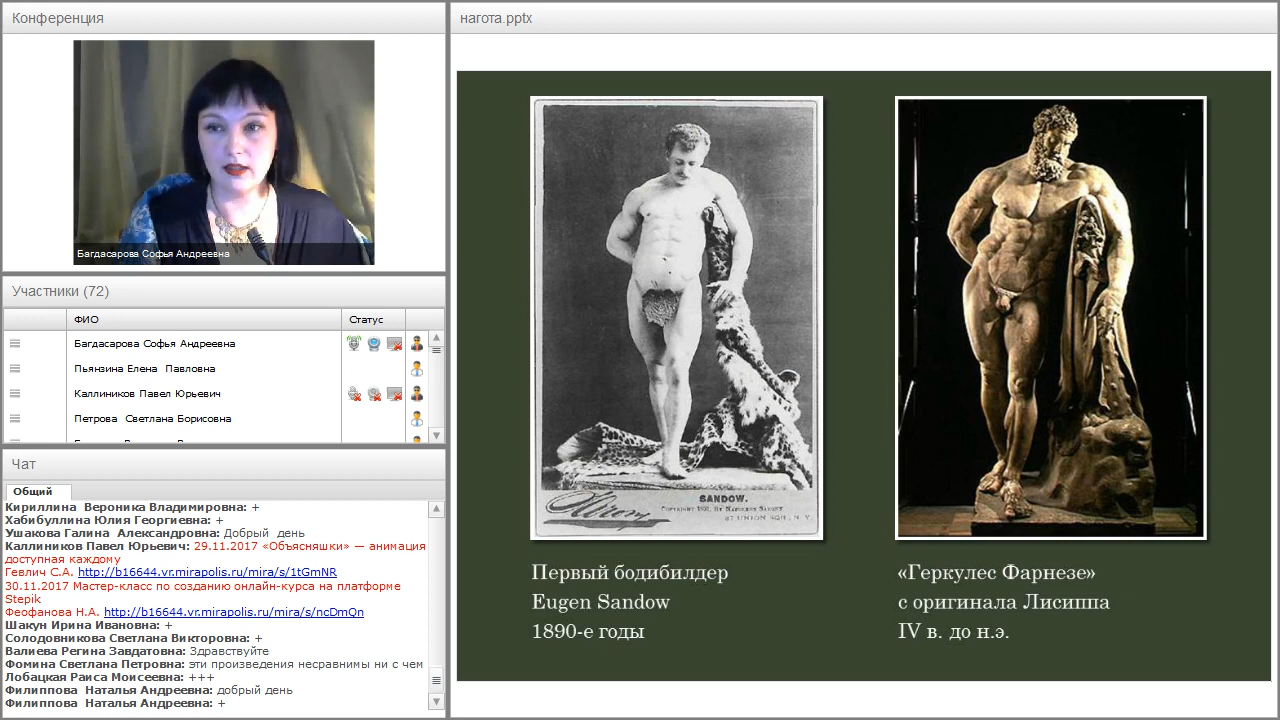 Конференция
Багдасарова Софья Андреевна
Участники (72)
ФИО
Статус
Багдасарова Софья Андреевна
Пьянзина Елена Павловна
Каллиников Павел Юрьевич
Петрова Светлана Борисовна
Чат
Общий
Кириллина Вероника Владимировна: +
Хабибуллина Юлия Георгиевна: +
Ушакова Галина Александровна: Добрый день
Каллиников Павел Юрьевич: 29.11.2017 «Объясняшки» — анимация
доступная каждому
Гевлич С.А. http://b16644.vr.mirapolis.ru/mira/s/1tGmNR
30.11.2017 Мастер-класс по созданию онлайн-курса на платформе
Stepik
Феофанова Н.А. http://b16644.vr.mirapolis.ru/mira/s/ncDmQn
Шакун Ирина Ивановна: +
Солодовникова Светлана Викторовна: +
Валиева Регина Завдатовна: Здравствуйте
Фомина Светлана Петровна: эти произведения несравнимы ни с чем
Лобацкая Раиса Моисеевна: +++
Филиппова Наталья Андреевна: добрый день
Филиппова Наталья Андреевна: +
нагота.pptx
SANDOW.
Первый бодибилдер
Eugen Sandow
1890-е годы
«Геркулес Фарнезе»
с оригинала Лисиппа
IV в. до н.э.